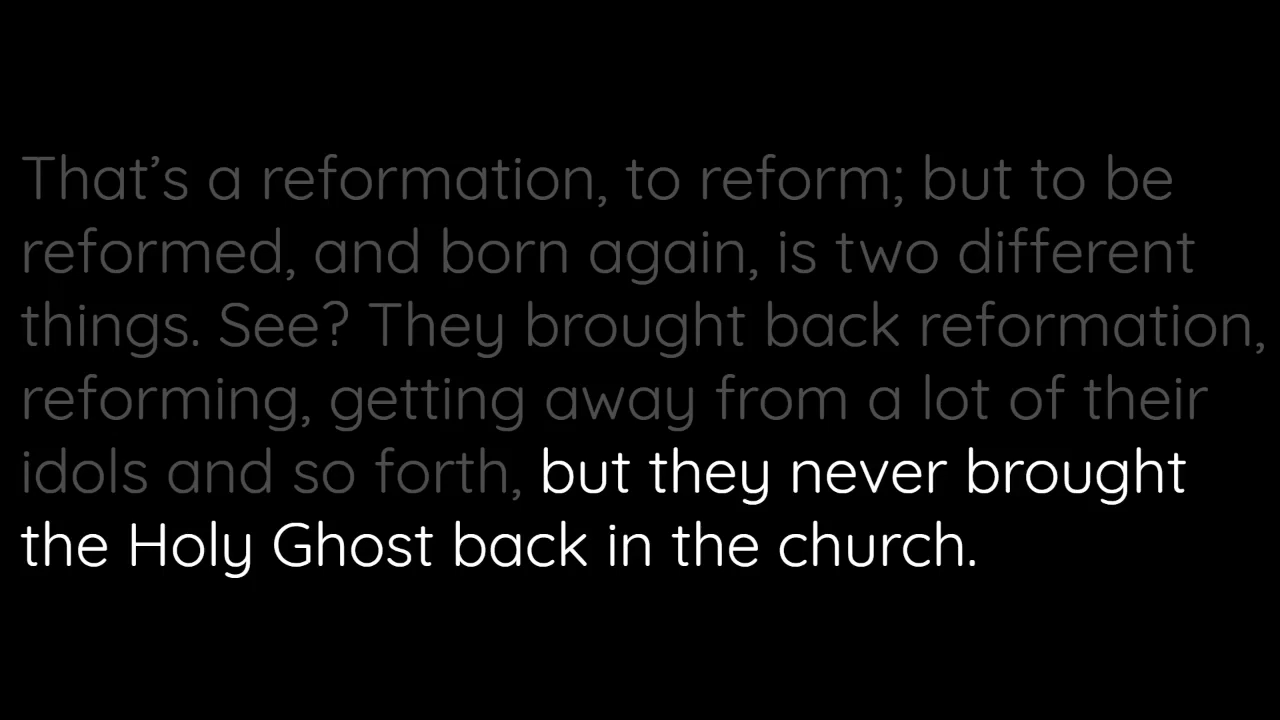 That’s a reformation, to reform; but to be
reformed, and born again, is two different
things. See? They brought back reformation,
reforming, getting away from a lot of their
idols and so forth, but they never brought
the Holy Ghost back in the church.